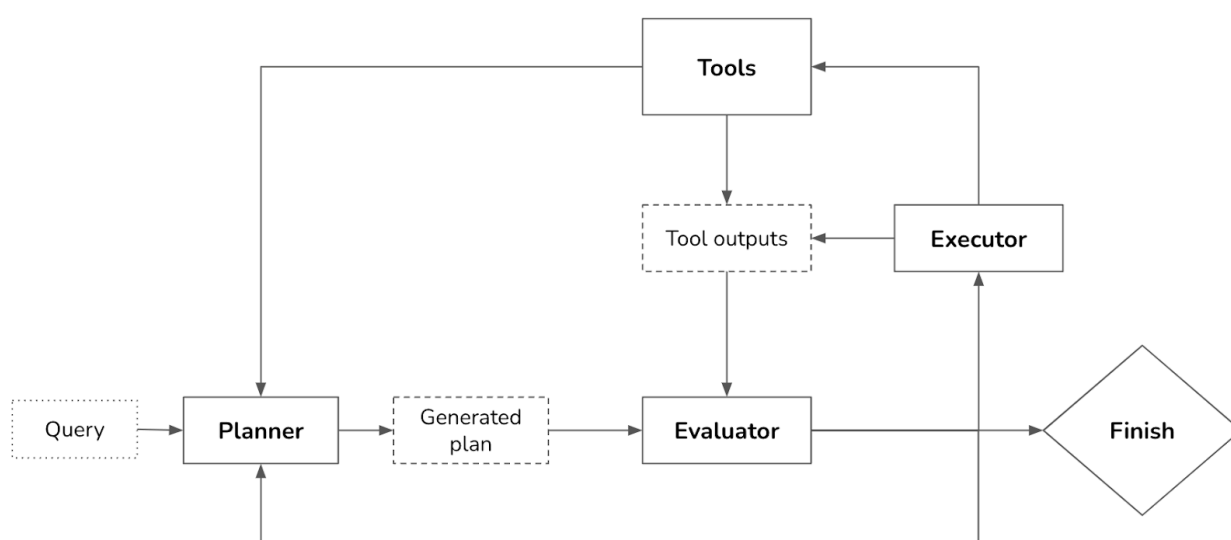 Tools
Tool outputs
Executor
Query
Planner
Generated
plan
Evaluator
Finish